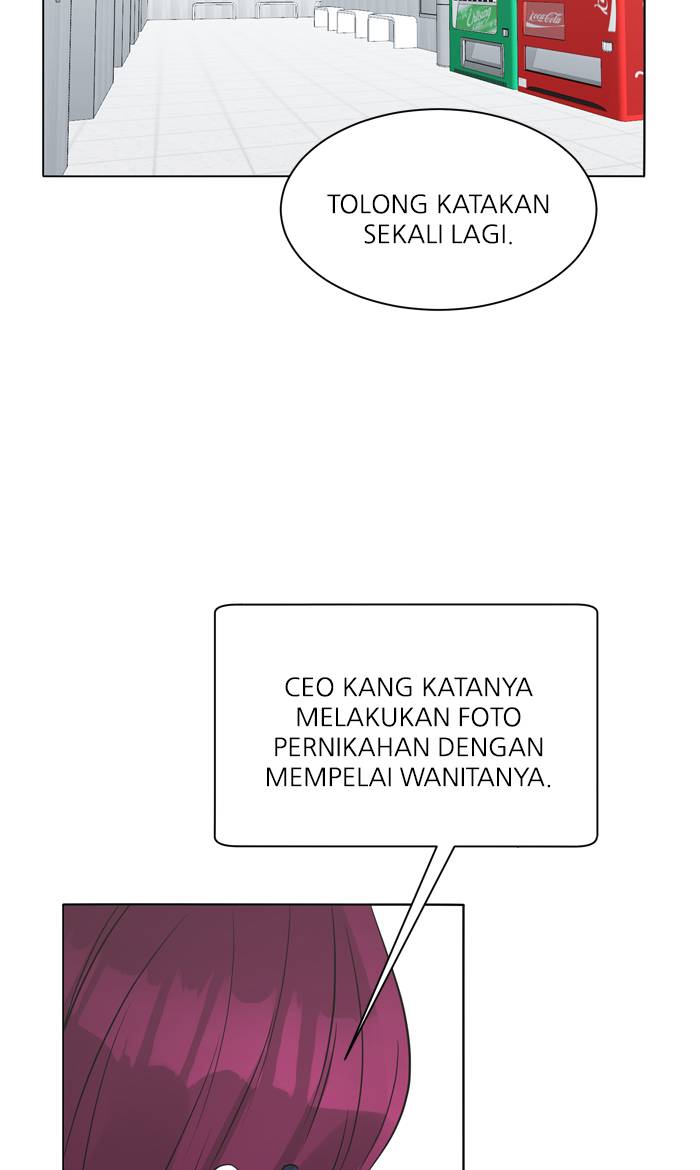 Coca-Cola
TOLONG KATAKAN
SEKALI LAGI.
CEO KANG KATANYA
MELAKUKAN FOTO
PERNIKAHAN DENGAN
MEMPELAI WANITANYA.